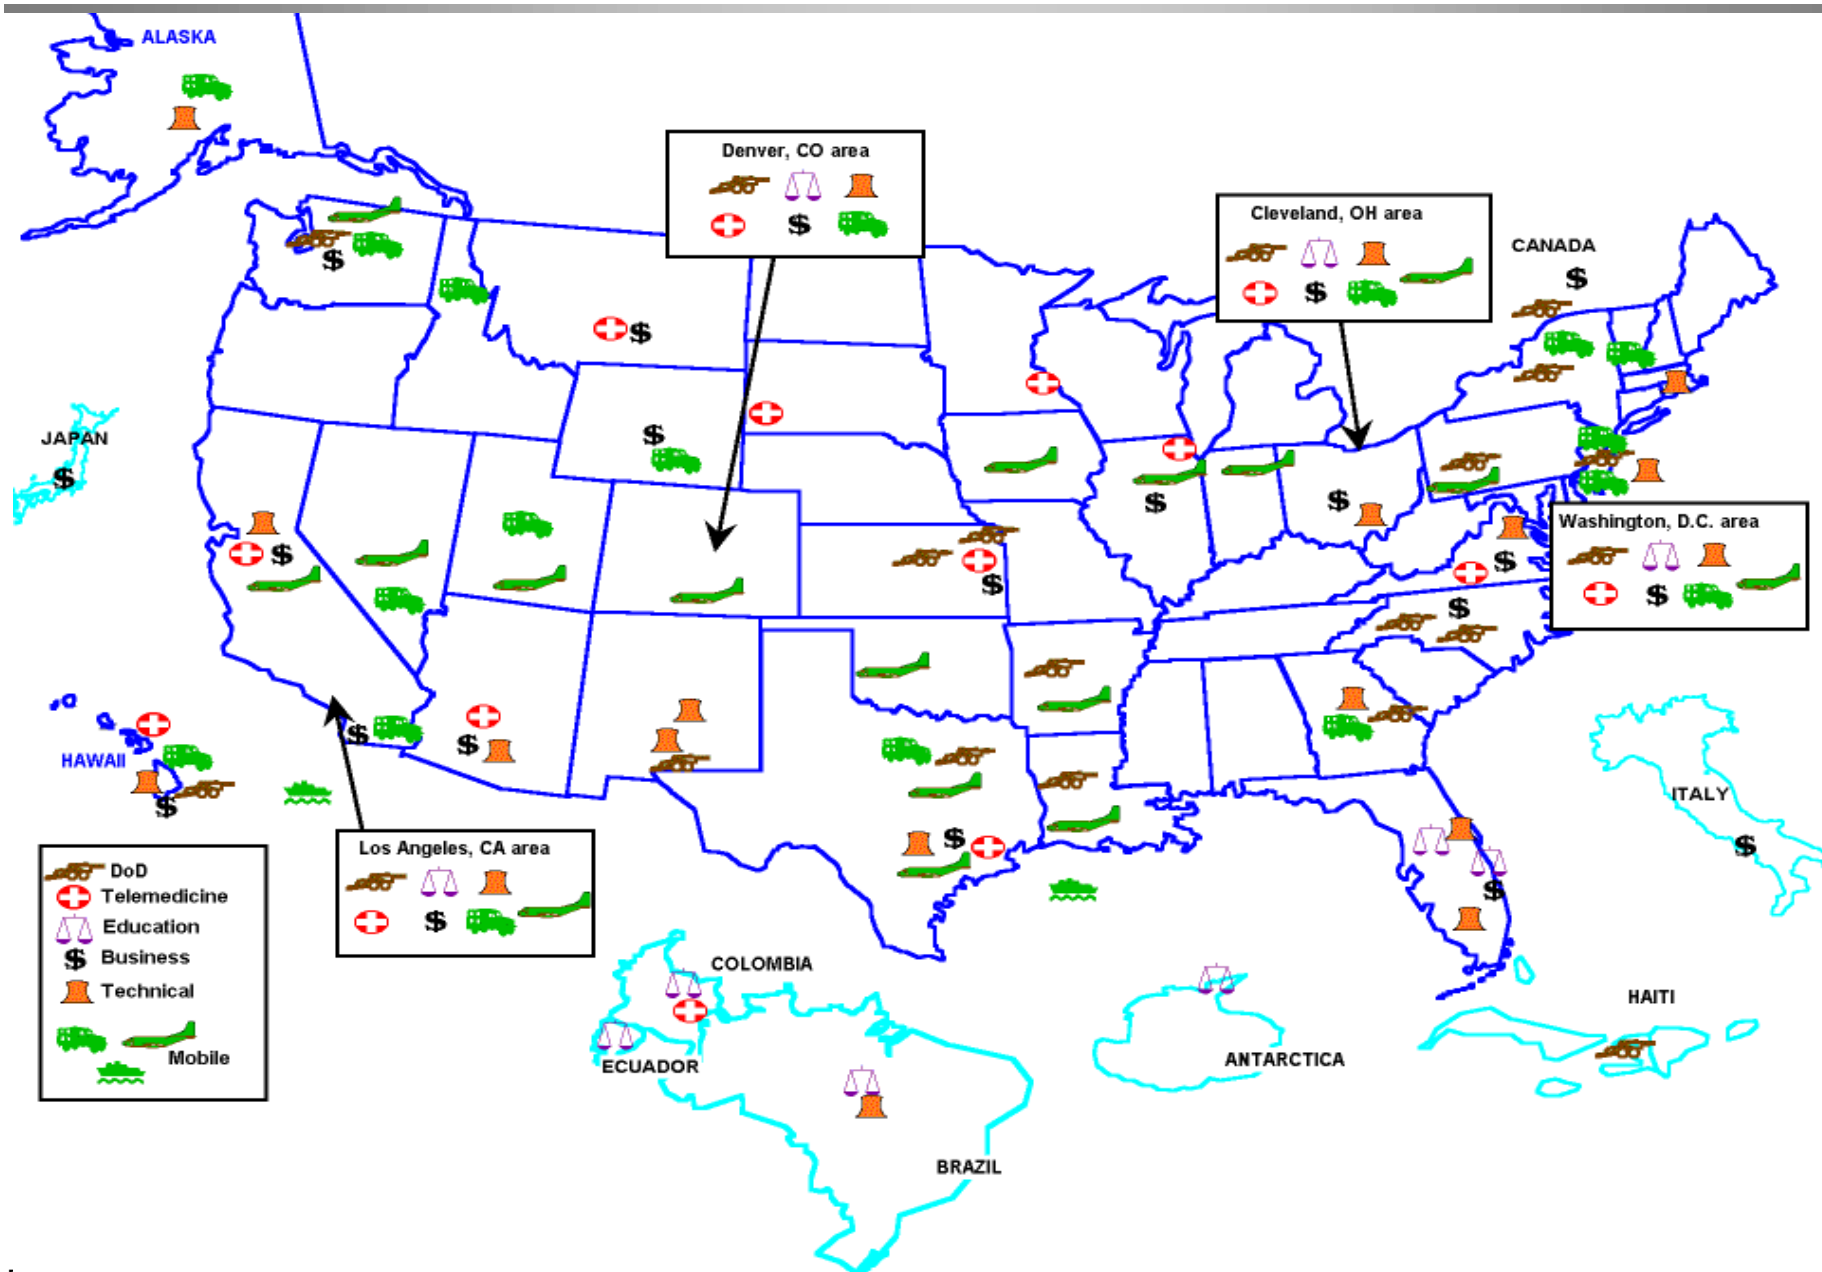 ALASKA
Denver, CO area
$
Cleveland, OH area
$
CANADA
$
$
$
JAPAN
$
$
$
$
$
Washington, D.C. area
$
$
$
$
$
$
HAWAII
$
Los Angeles, CA area
$
$
ITALY
$
$
DoD
Telemedicine
Education
$ Business
Technical
Mobile
COLOMBIA
ECUADOR
BRAZIL
ANTARCTICA
HAITI